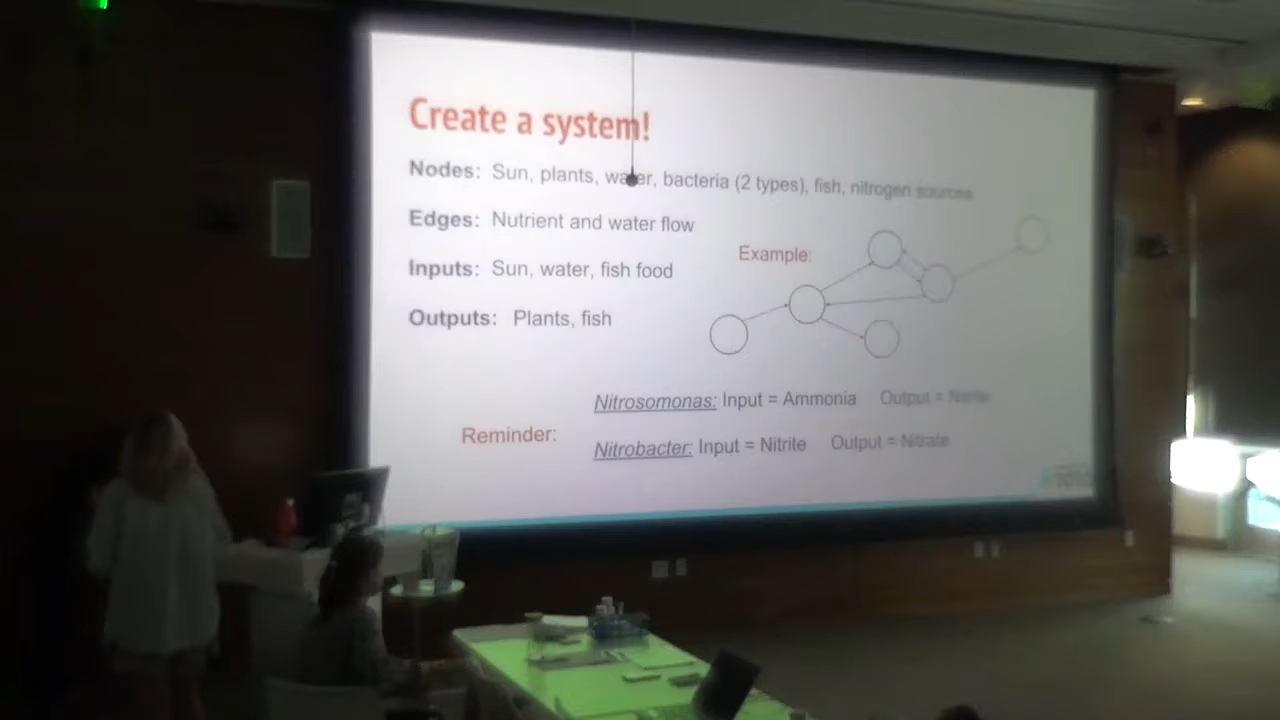 Create a system!
Nodes: Sun, plants, water, bacteria (2 types), fish, nitrogen sources
Edges: Nutrient and water flow
Example:
Inputs: Sun, water, fish food
Outputs: Plants, fish
Nitrosomonas: Input = Ammonia Output = Nitrite
Reminder:
Nitrobacter: Input = Nitrite Output = Nitrate